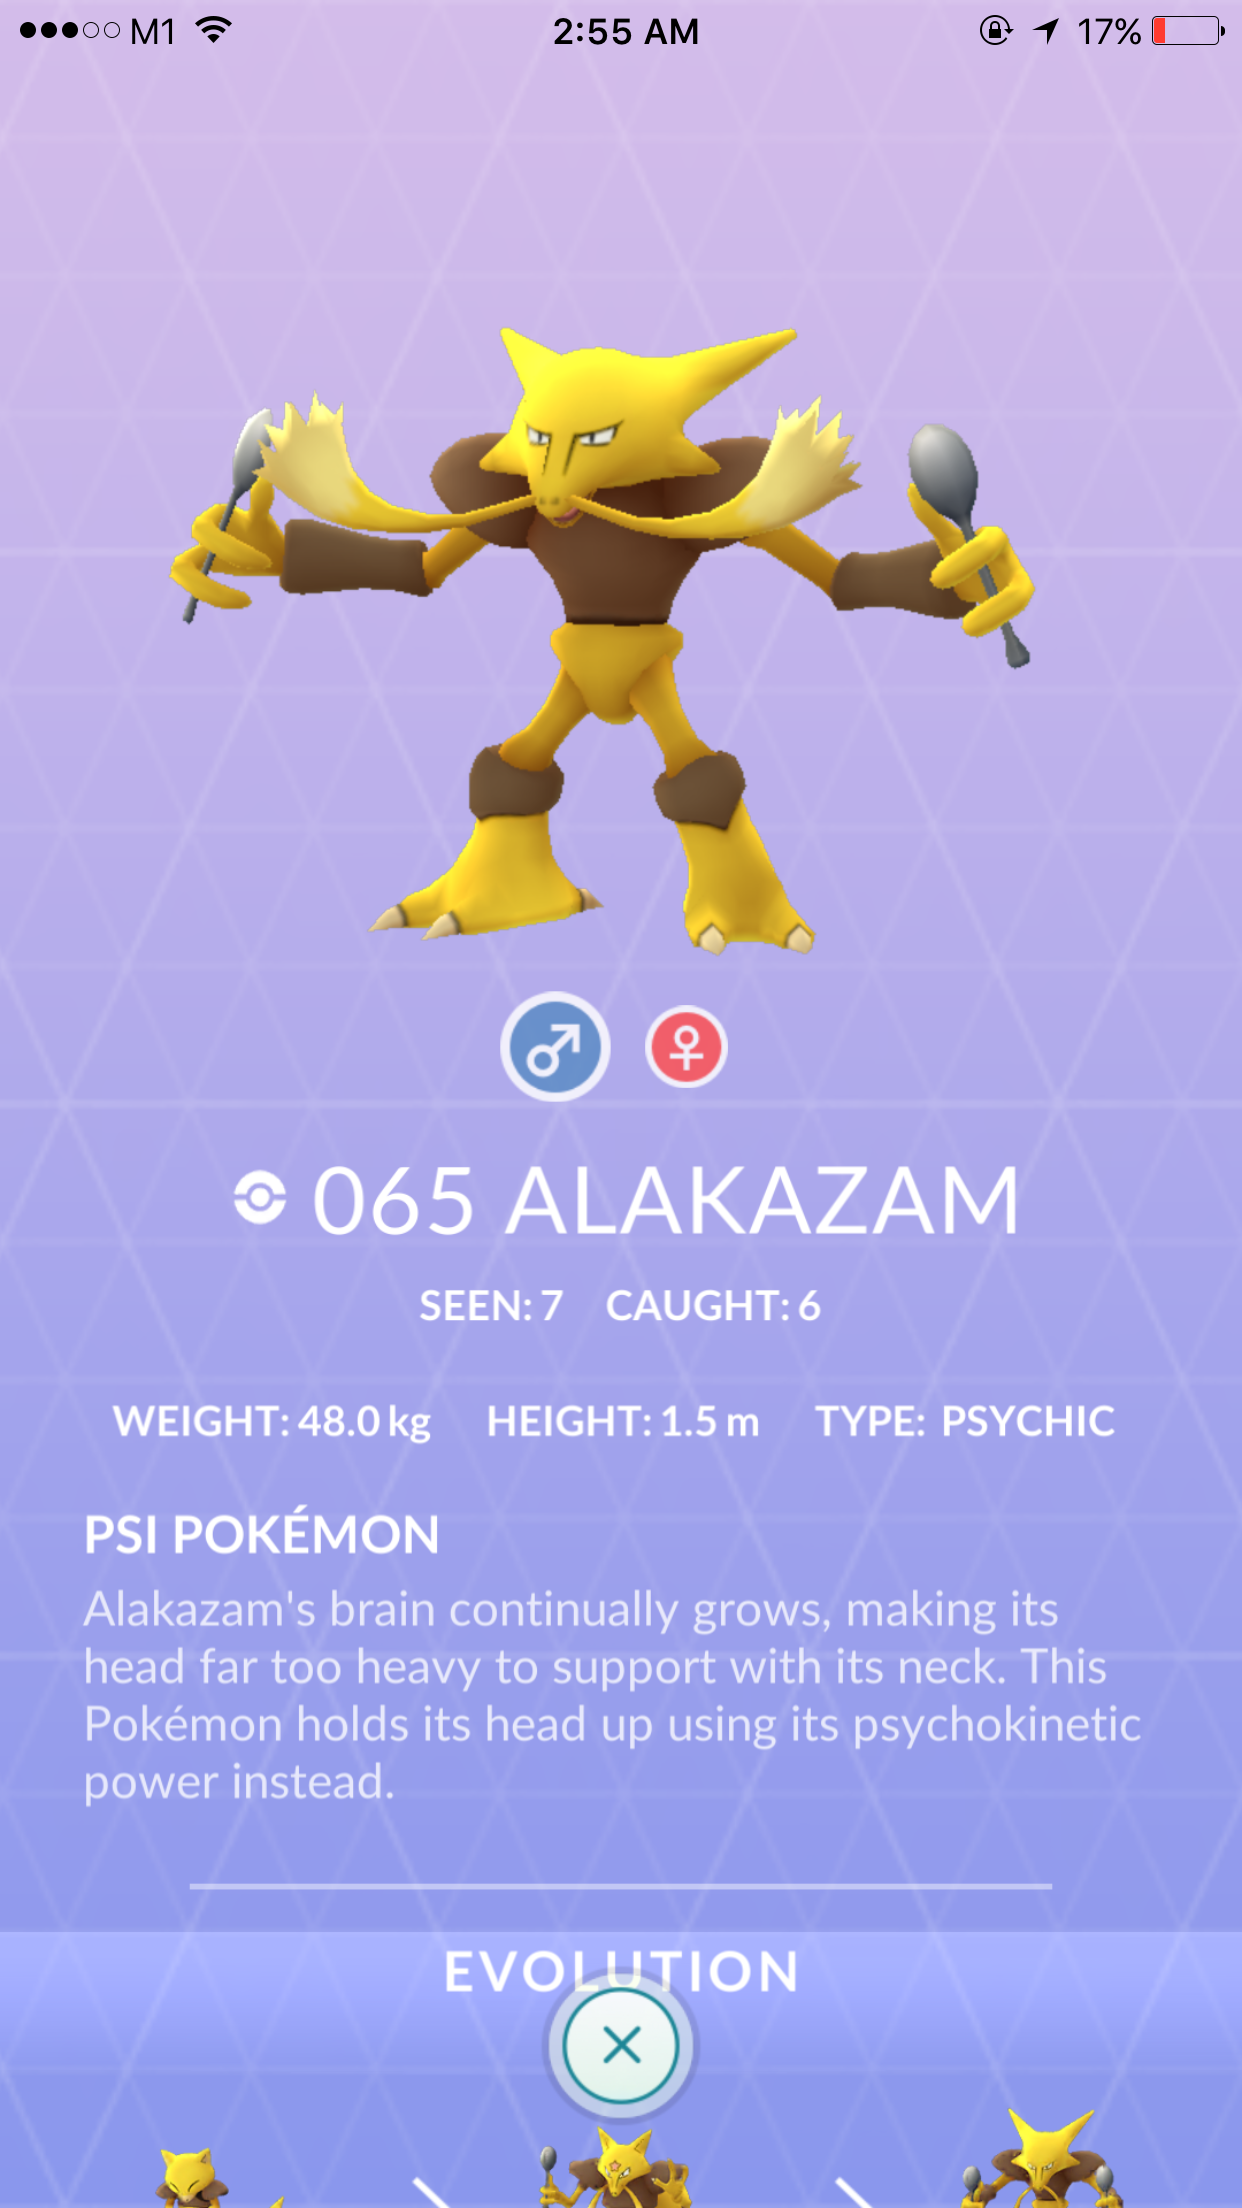 M1 2:55 AM 17%
065 ALAKAZAM
SEEN: 7 CAUGHT: 6
WEIGHT: 48.0 kg HEIGHT: 1.5 m TYPE: PSYCHIC
PSI POKÉMON
Alakazam's brain continually grows, making its
head far too heavy to support with its neck. This
Pokémon holds its head up using its psychokinetic
power instead.
EVOLUTION